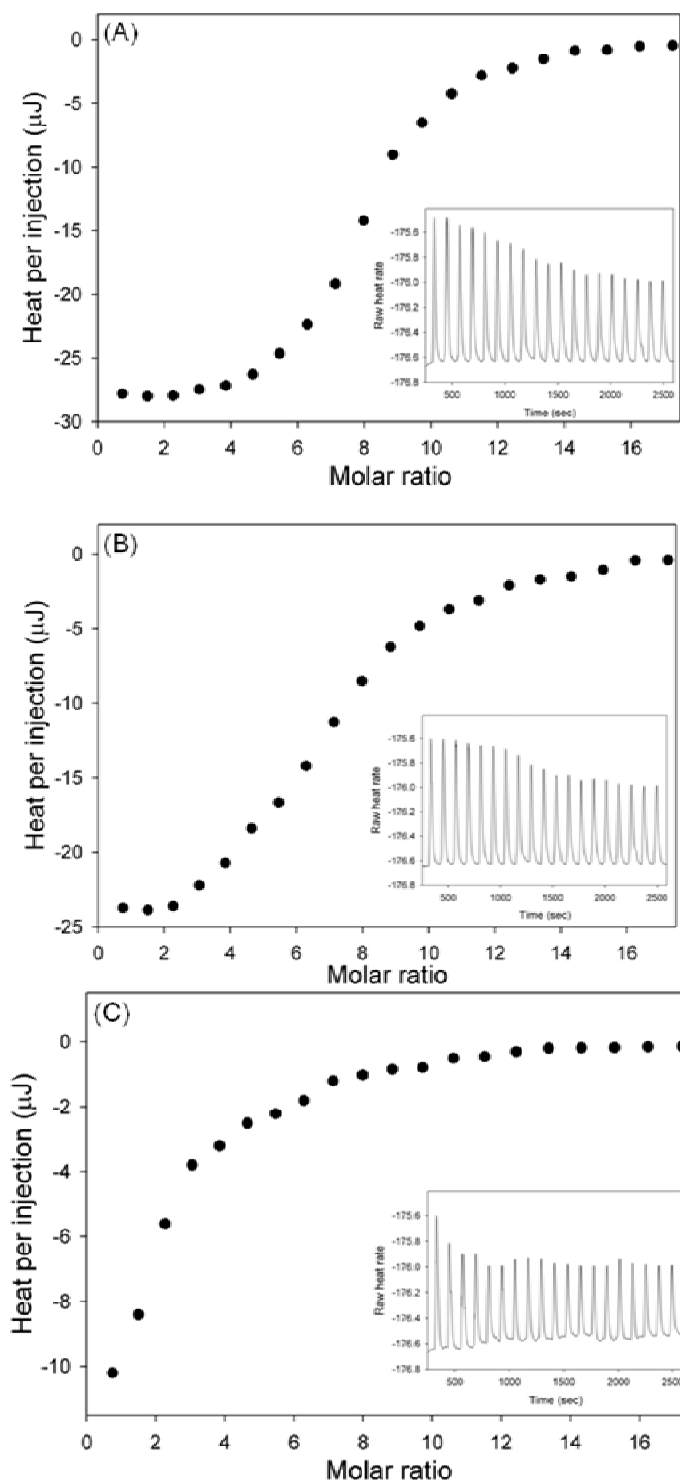 (A)
0
-5
-10
-15
-20
-25
-30
Heat per injection (μJ)
0 2 4 6 8 10 12 14 16
Molar ratio
-175.6
-175.8
-176.0
-176.2
-176.4
-176.6
-176.8
Raw heat rate
500 1000 1500 2000 2500
Time (sec)
(B)
0
-5
-10
-15
-20
-25
Heat per injection (μJ)
0 2 4 6 8 10 12 14 16
Molar ratio
-175.6
-175.8
-176.0
-176.2
-176.4
-176.6
-176.8
Raw heat rate
500 1000 1500 2000 2500
Time (sec)
(C)
0
-2
-4
-6
-8
-10
Heat per injection (μJ)
0 2 4 6 8 10 12 14 16
Molar ratio
-175.6
-175.8
-176.0
-176.2
-176.4
-176.6
-176.8
Raw heat rate
500 1000 1500 2000 2500
Time (sec)